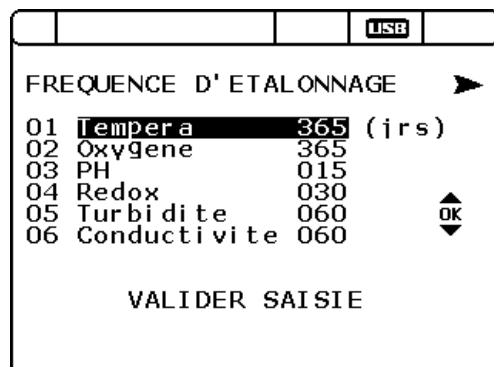 USB
FREQUENCE D'ETALONNAGE
01 Tempera 365 (jrs)
02 Oxygene 365
03 PH 015
04 Redox 030
05 Turbidite 060
06 Conductivite 060
OK
VALIDER SAISIE